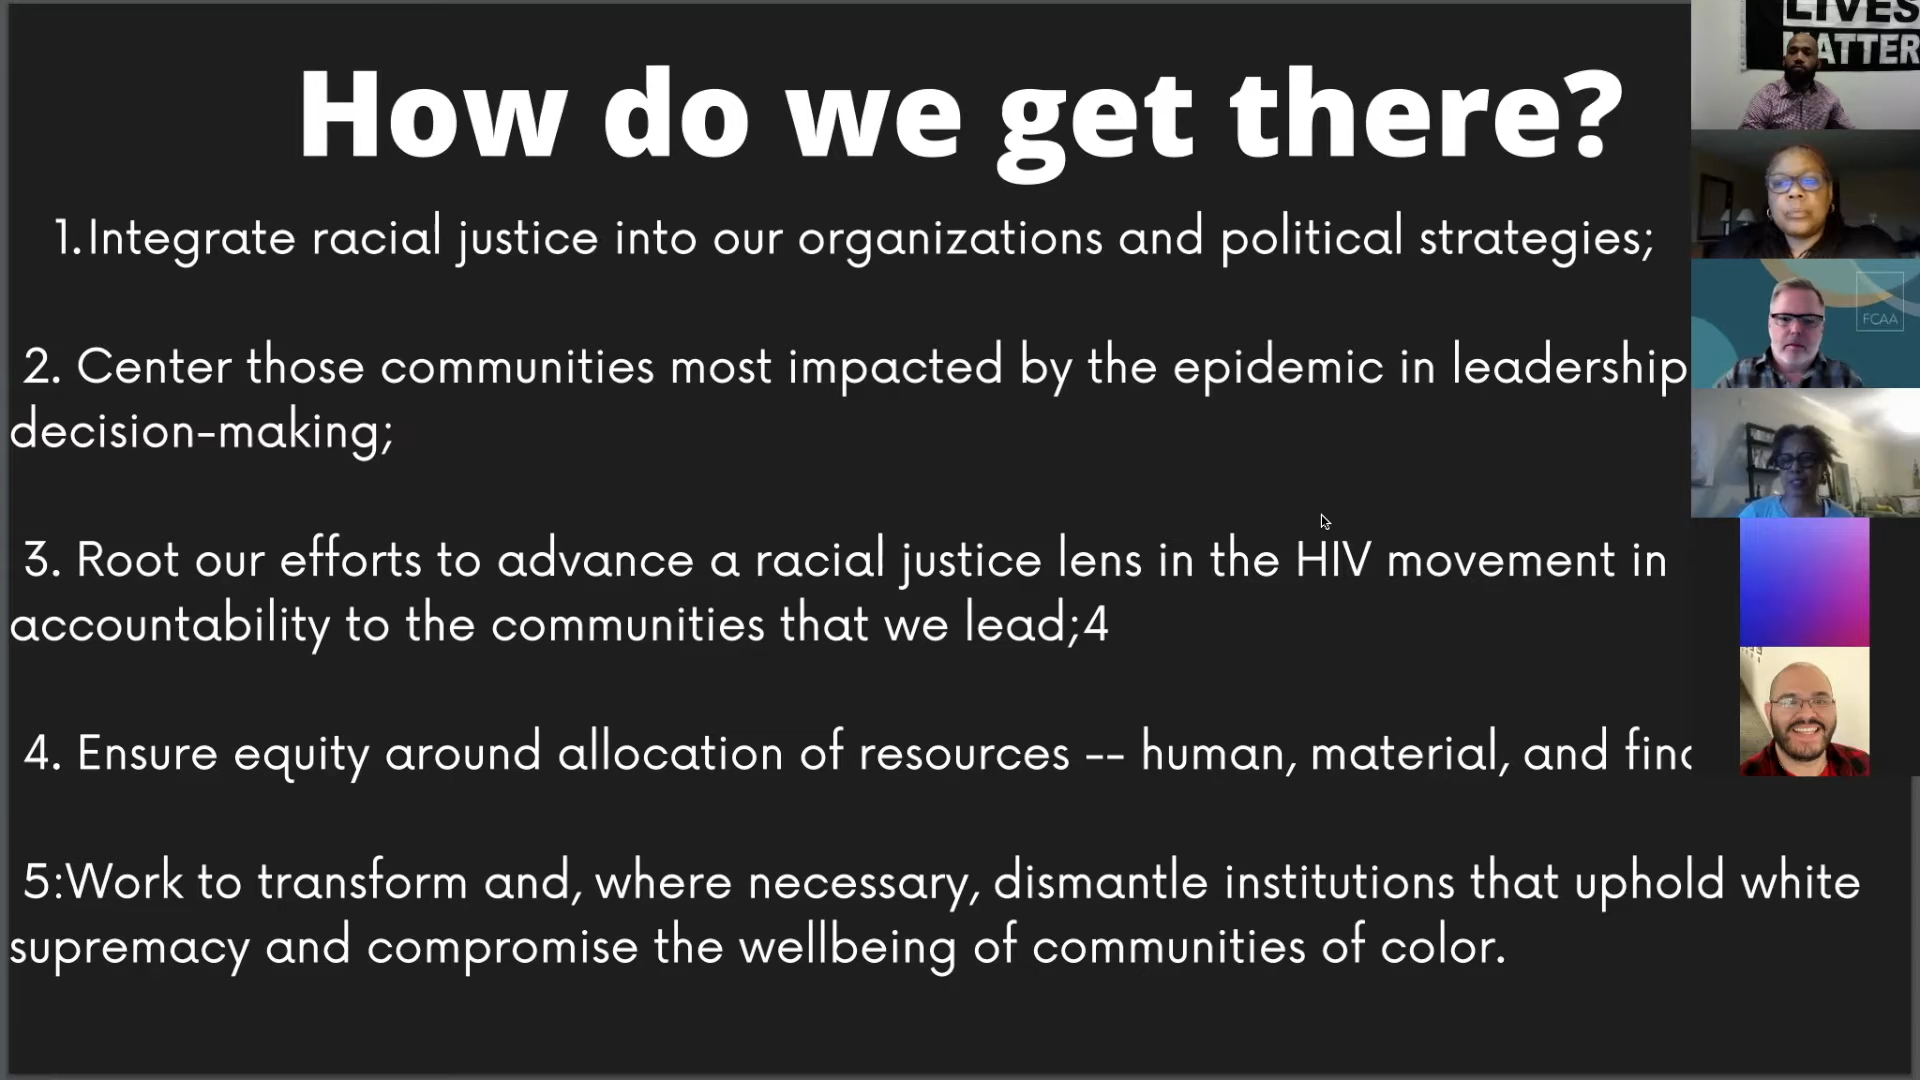 How do we get there?
1. Integrate racial justice into our organizations and political strategies;
2. Center those communities most impacted by the epidemic in leadership
decision-making;
3. Root our efforts to advance a racial justice lens in the HIV movement in
accountability to the communities that we lead;4
4. Ensure equity around allocation of resources -- human, material, and
5:Work to transform and, where necessary, dismantle institutions that uphold white
supremacy and compromise the wellbeing of communities of color.
LIVES
MATTER
FCAA